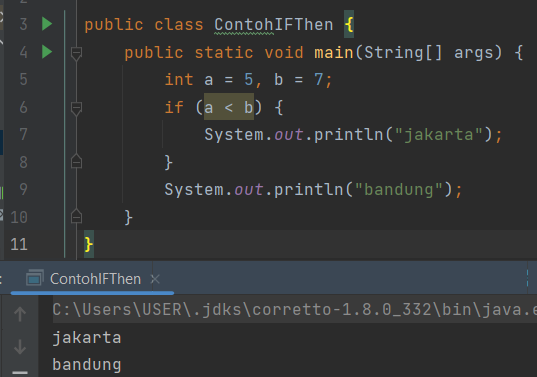 3 public class ContohIFThen {
4 public static void main(String[] args) {
5 int a = 5, b = 7;
6 if (a < b) {
7 System.out.println("jakarta");
8 }
9 System.out.println("bandung");
10 }
11 }
: ContohIFThen ×
C:\Users\USER\.jdks\corretto-1.8.0_332\bin\java.e
jakarta
bandung